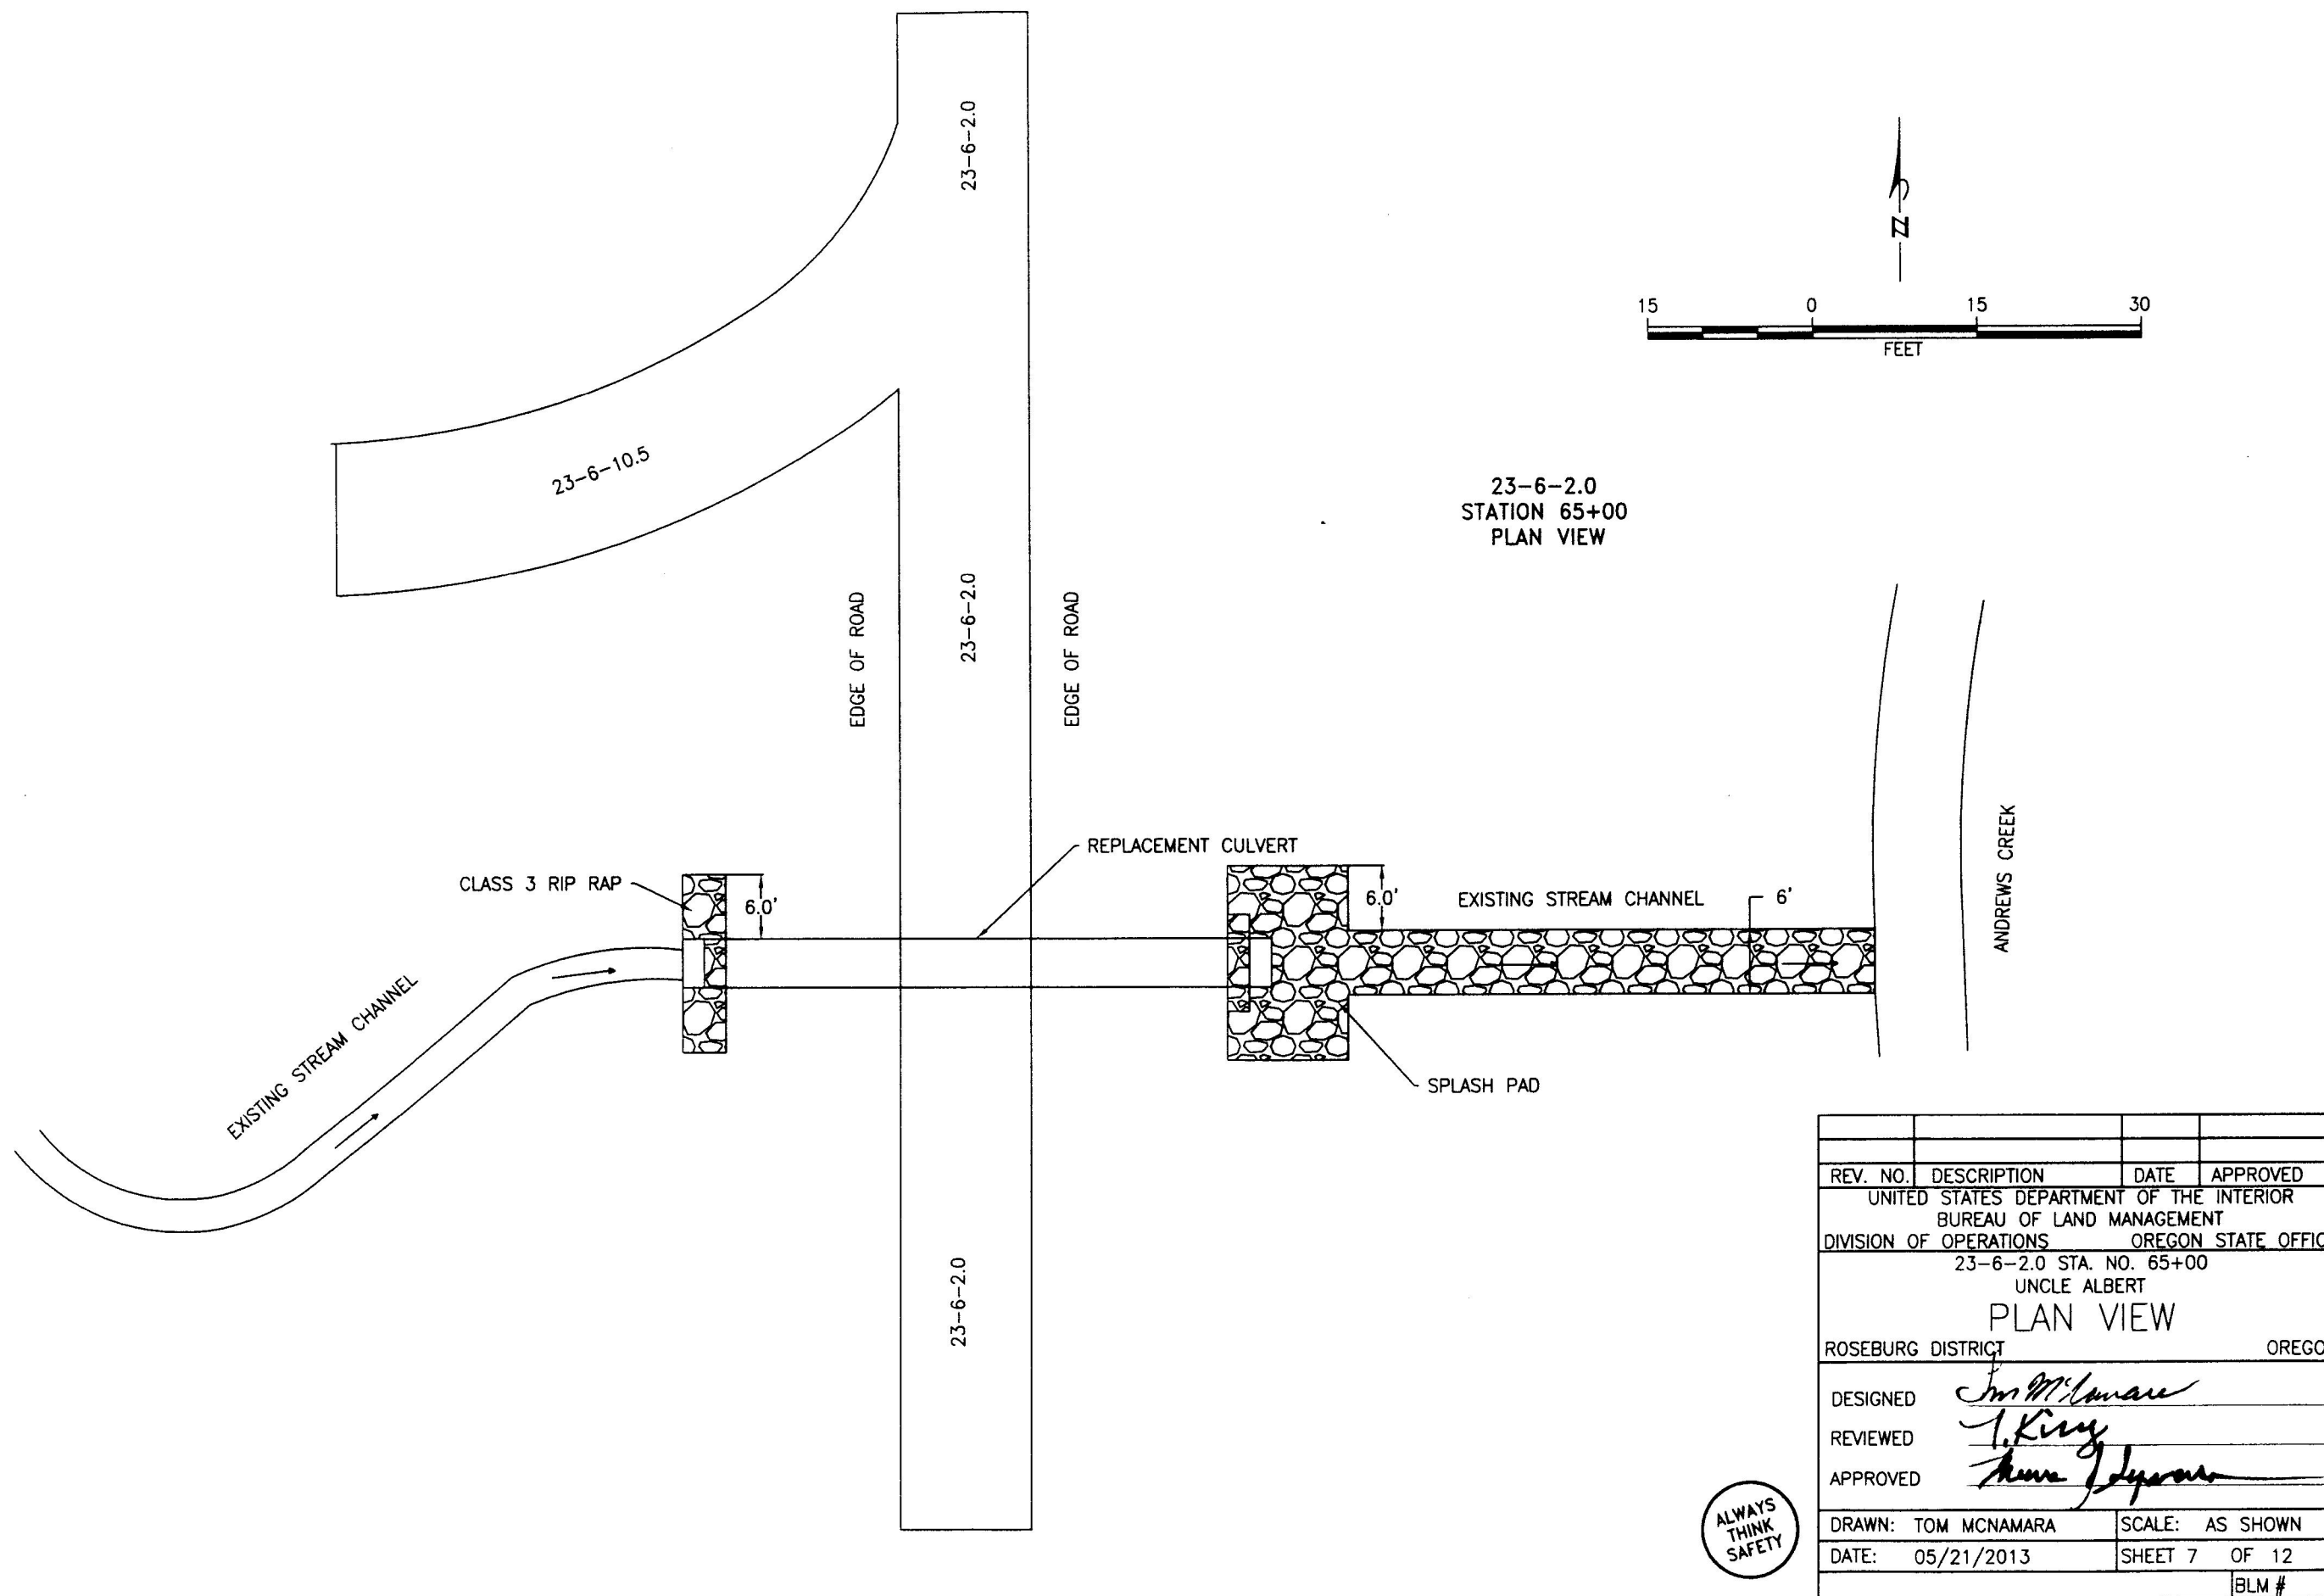 23-6-2.0
23-6-10.5
23-6-2.0
EDGE OF ROAD
EDGE OF ROAD
N
15 0 15 30
FEET
23-6-2.0
STATION 65+00
PLAN VIEW
REPLACEMENT CULVERT
CLASS 3 RIP RAP
6.0'
6.0'
EXISTING STREAM CHANNEL
6'
ANDREWS CREEK
EXISTING STREAM CHANNEL
SPLASH PAD
23-6-2.0
REV. NO. DESCRIPTION DATE APPROVED
UNITED STATES DEPARTMENT OF THE INTERIOR
BUREAU OF LAND MANAGEMENT
DIVISION OF OPERATIONS OREGON STATE OFFIC
23-6-2.0 STA. NO. 65+00
UNCLE ALBERT
PLAN VIEW
ROSEBURG DISTRICT OREGO
DESIGNED
REVIEWED T. King
APPROVED
ALWAYS
THINK
SAFETY
DRAWN: TOM MCNAMARA SCALE: AS SHOWN
DATE: 05/21/2013 SHEET 7 OF 12
BLM #